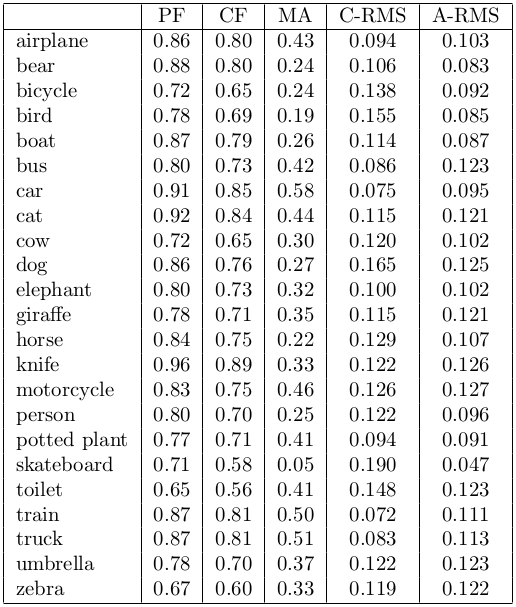 PF CF MA C-RMS A-RMS
airplane 0.86 0.80 0.43 0.094 0.103
bear 0.88 0.80 0.24 0.106 0.083
bicycle 0.72 0.65 0.24 0.138 0.092
bird 0.78 0.69 0.19 0.155 0.085
boat 0.87 0.79 0.26 0.114 0.087
bus 0.80 0.73 0.42 0.086 0.123
car 0.91 0.85 0.58 0.075 0.095
cat 0.92 0.84 0.44 0.115 0.121
cow 0.72 0.65 0.30 0.120 0.102
dog 0.86 0.76 0.27 0.165 0.125
elephant 0.80 0.73 0.32 0.100 0.102
giraffe 0.78 0.71 0.35 0.115 0.121
horse 0.84 0.75 0.22 0.129 0.107
knife 0.96 0.89 0.33 0.122 0.126
motorcycle 0.83 0.75 0.46 0.126 0.127
person 0.80 0.70 0.25 0.122 0.096
potted plant 0.77 0.71 0.41 0.094 0.091
skateboard 0.71 0.58 0.05 0.190 0.047
toilet 0.65 0.56 0.41 0.148 0.123
train 0.87 0.81 0.50 0.072 0.111
truck 0.87 0.81 0.51 0.083 0.113
umbrella 0.78 0.70 0.37 0.122 0.123
zebra 0.67 0.60 0.33 0.119 0.122